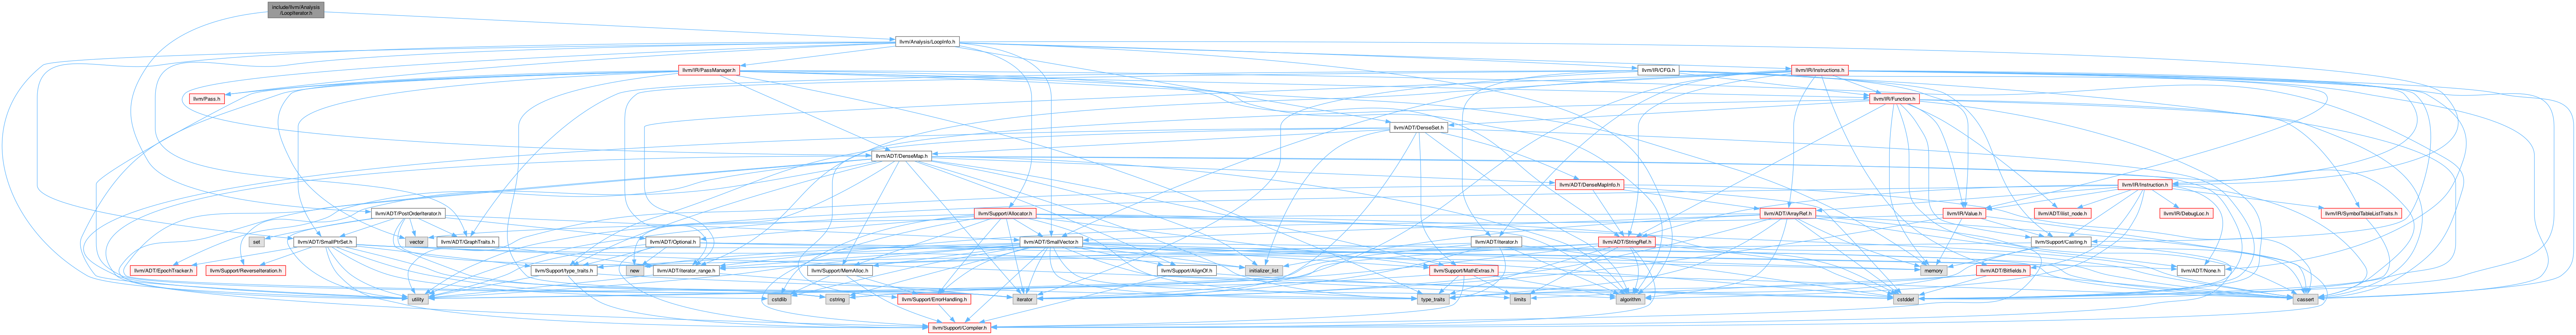 include/llvm/Analysis
/LoopIterator.h
llvm/Analysis/LoopInfo.h
llvm/IR/PassManager.h
llvm/IR/CFG.h
llvm/IR/Instructions.h
llvm/Pass.h
llvm/IR/Function.h
llvm/ADT/DenseSet.h
llvm/ADT/DenseMap.h
llvm/ADT/DenseMapInfo.h
llvm/IR/Instruction.h
llvm/ADT/PostOrderIterator.h
llvm/Support/Allocator.h
llvm/ADT/ArrayRef.h
llvm/IR/Value.h
llvm/ADT/ilist_node.h
llvm/IR/DebugLoc.h
llvm/IR/SymbolTableListTraits.h
set
vector
llvm/ADT/SmallPtrSet.h
llvm/ADT/GraphTraits.h
llvm/ADT/Optional.h
llvm/ADT/SmallVector.h
llvm/ADT/iterator.h
llvm/ADT/StringRef.h
llvm/Support/Casting.h
llvm/ADT/EpochTracker.h
llvm/Support/ReverseIteration.h
llvm/Support/type_traits.h
new
llvm/ADT/iterator_range.h
llvm/Support/MemAlloc.h
llvm/Support/AlignOf.h
initializer_list
llvm/Support/MathExtras.h
memory
llvm/ADT/Bitfields.h
llvm/ADT/None.h
utility
cstdlib
cstring
llvm/Support/ErrorHandling.h
iterator
type_traits
limits
algorithm
cstddef
cassert
llvm/Support/Compiler.h